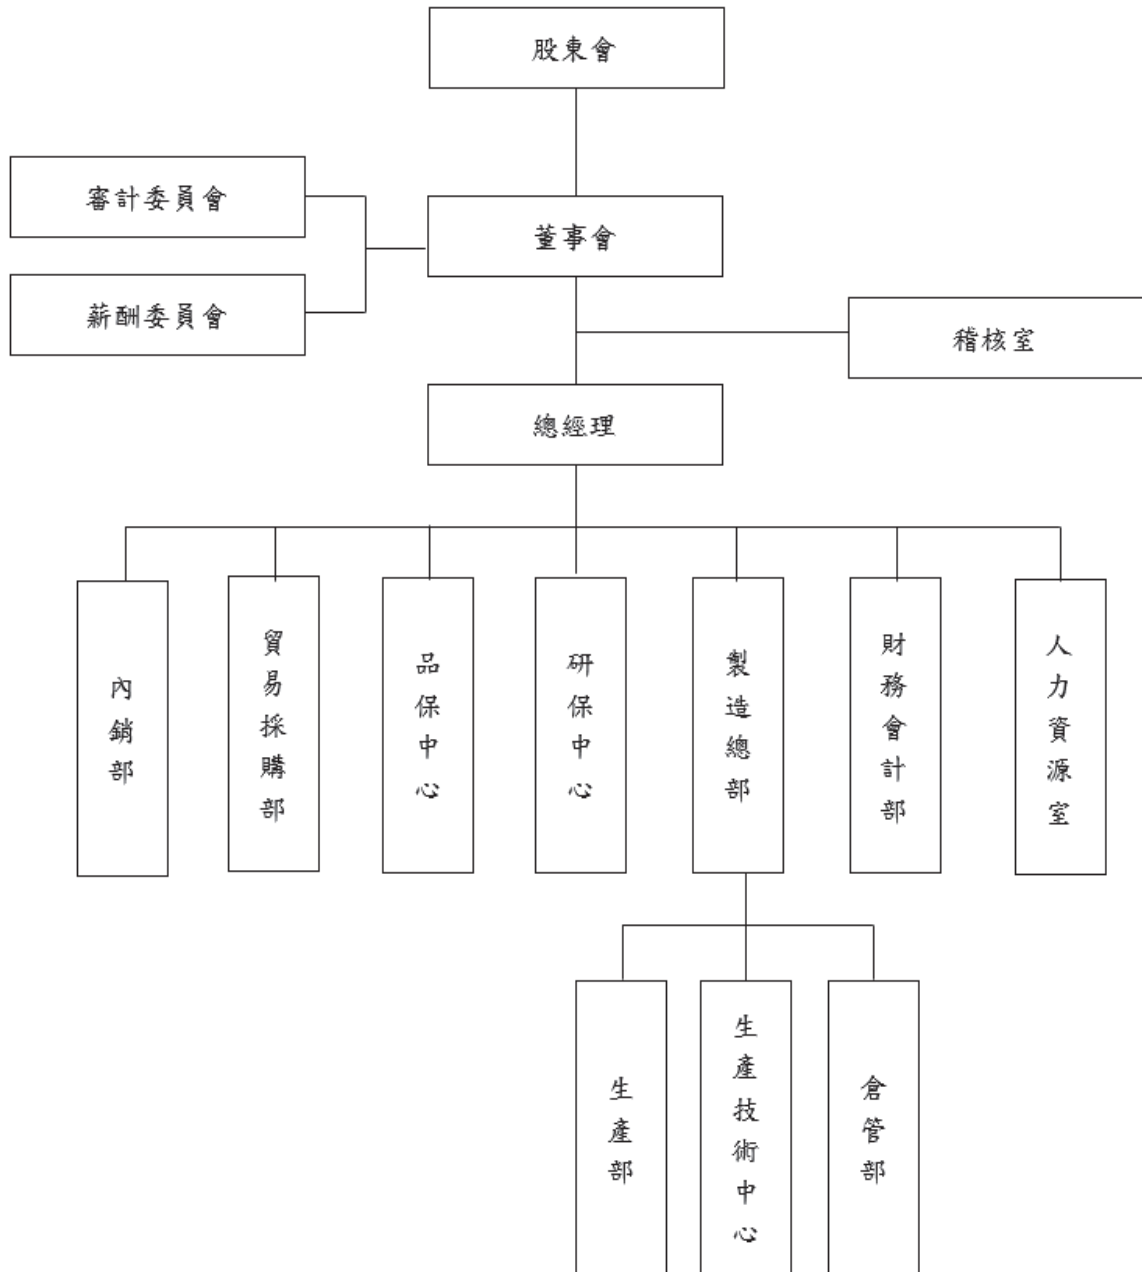 股東會
審計委員會
董事會
薪酬委員會
稽核室
總經理
內銷部
貿易採購部
品保中心
研保中心
製造總部
財務會計部
人力資源室
生產部
生產技術中心
倉管部